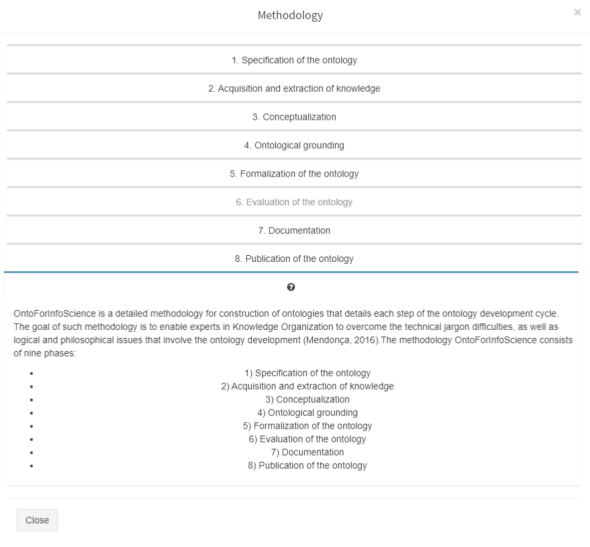 Methodology
×
1. Specification of the ontology
2. Acquisition and extraction of knowledge
3. Conceptualization
4. Ontological grounding
5. Formalization of the ontology
6. Evaluation of the ontology
7. Documentation
8. Publication of the ontology
?
OntoForInfoScience is a detailed methodology for construction of ontologies that details each step of the ontology development cycle.
The goal of such methodology is to enable experts in Knowledge Organization to overcome the technical jargon difficulties, as well as
logical and philosophical issues that involve the ontology development (Mendonça, 2016).The methodology OntoForInfoScience consists
of nine phases:
• 1) Specification of the ontology
• 2) Acquisition and extraction of knowledge
• 3) Conceptualization
• 4) Ontological grounding
• 5) Formalization of the ontology
• 6) Evaluation of the ontology
• 7) Documentation
• 8) Publication of the ontology
Close